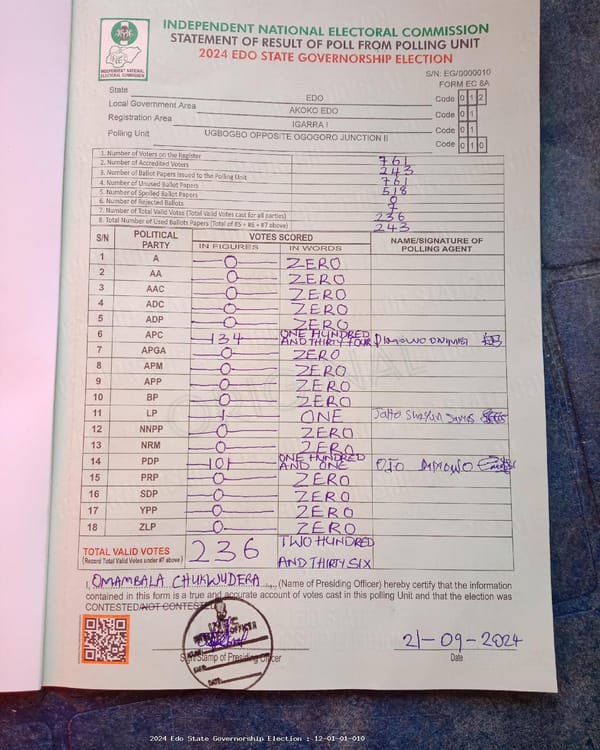 INDEPENDENT NATIONAL ELECTORAL COMMISSION
STATEMENT OF RESULT OF POLL FROM POLLING UNIT
2024 EDO STATE GOVERNORSHIP ELECTION
INDEPENDENT NATIONAL ELECTORAL COMMISSION
S/N: EG/0000010
FORM EC 8A
State EDO Code 0 1 2
Local Government Area AKOKO EDO Code 0 1
Registration Area IGARRA I Code 0 1
Polling Unit UGBOGBO OPPOSITE OGOGORO JUNCTION II Code 0 1 0
1. Number of Voters on the Register 761
2. Number of Accredited Voters 243
3. Number of Ballot Papers Issued to the Polling Unit 761
4. Number of Unused Ballot Papers 518
5. Number of Spoiled Ballot Papers 0
6. Number of Rejected Ballots 7
7. Number of Total Valid Votes (Total Valid Votes cast for all parties) 236
8. Total Number of Used Ballots Papers (Total of #5 + #6 + #7 above) 243
S/N POLITICAL PARTY VOTES SCORED NAME/SIGNATURE OF POLLING AGENT
IN FIGURES IN WORDS
1 A 0 ZERO
2 AA 0 ZERO
3 AAC 0 ZERO
4 ADC 0 ZERO
5 ADP 0 ZERO
6 APC 134 ONE HUNDRED AND THIRTY FOUR
7 APGA 0 ZERO
8 APM 0 ZERO
9 APP 0 ZERO
10 BP 0 ZERO
11 LP 1 ONE
12 NNPP 0 ZERO
13 NRM 0 ZERO
14 PDP 101 ONE HUNDRED AND ONE OJO
15 PRP 0 ZERO
16 SDP 0 ZERO
17 YPP 0 ZERO
18 ZLP 0 ZERO
TOTAL VALID VOTES 236 TWO HUNDRED
(Record Total Valid Votes under #7 above) AND THIRTY SIX
I, OMAMBALA CHUKWUDERA (Name of Presiding Officer) hereby certify that the information
contained in this form is a true and accurate account of votes cast in this polling Unit and that the election was
CONTESTED/NOT CONTESTED
21-09-2024
Sign/Stamp of Presiding Officer Date
2024 Edo State Governorship Election : 12-01-01-010